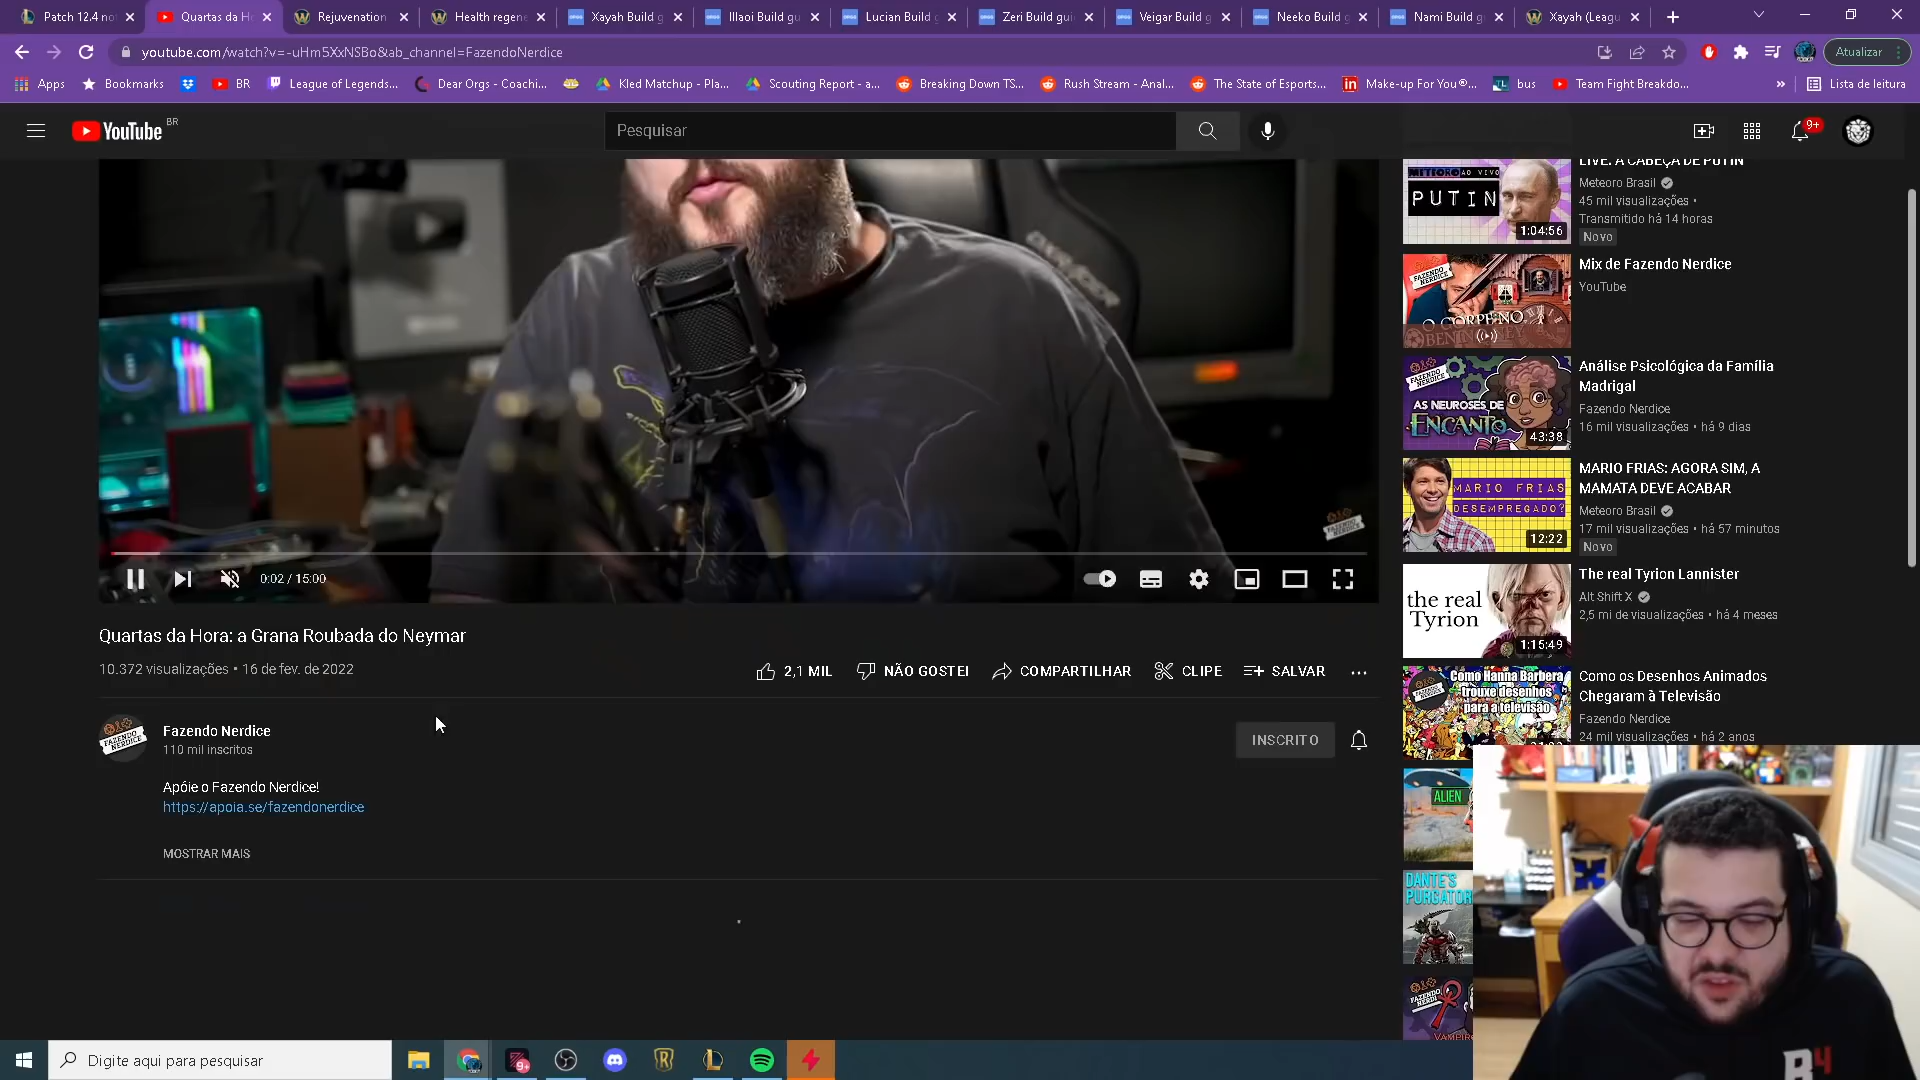 Patch 12.4 no
Quartas da H
Rejuvenation
Health regene
Xayah Build g
Illaoi Build gu
Lucian Build g
Zeri Build gui
Veigar Build g
Neeko Build g
Nami Build g
Xayah (Leagu
youtube.com/watch?v=-uHm5XxNSBo&ab_channel=FazendoNerdice
Atualizar
Apps
Bookmarks
BR
League of Legends...
Dear Orgs - Coachi...
Kled Matchup - Pla...
Scouting Report - a...
Breaking Down TS...
Rush Stream - Anal...
The State of Esports...
Make-up For You®...
bus
Team Fight Breakdo...
Lista de leitura
YouTube BR
Pesquisar
9+
LIVE: A CABEÇA DE PUTIN
Meteoro Brasil
45 mil visualizações •
Transmitido há 14 horas
Novo
PUTIN
1:04:56
Mix de Fazendo Nerdice
YouTube
FAZENDO NERDICE
Análise Psicológica da Família
Madrigal
Fazendo Nerdice
16 mil visualizações • há 9 dias
AS NEUROSES DE
ENCANTO
43:38
MARIO FRIAS: AGORA SIM, A
MAMATA DEVE ACABAR
Meteoro Brasil
17 mil visualizações • há 57 minutos
Novo
MARIO FRIAS
DESEMPREGADO?
12:22
The real Tyrion Lannister
Alt Shift X
2,5 mi de visualizações • há 4 meses
the real
Tyrion
1:15:49
Como os Desenhos Animados
Chegaram à Televisão
Fazendo Nerdice
24 mil visualizações • há 2 anos
Como Hanna Barbera
trouxe desenhos
para a televisão
ALIEN
DANTE'S
PURGATOR
0:02 / 15:00
Quartas da Hora: a Grana Roubada do Neymar
10.372 visualizações • 16 de fev. de 2022
2,1 MIL
NÃO GOSTEI
COMPARTILHAR
CLIPE
SALVAR
Fazendo Nerdice
110 mil inscritos
INSCRITO
Apóie o Fazendo Nerdice!
https://apoia.se/fazendonerdice
MOSTRAR MAIS
Digite aqui para pesquisar
9+